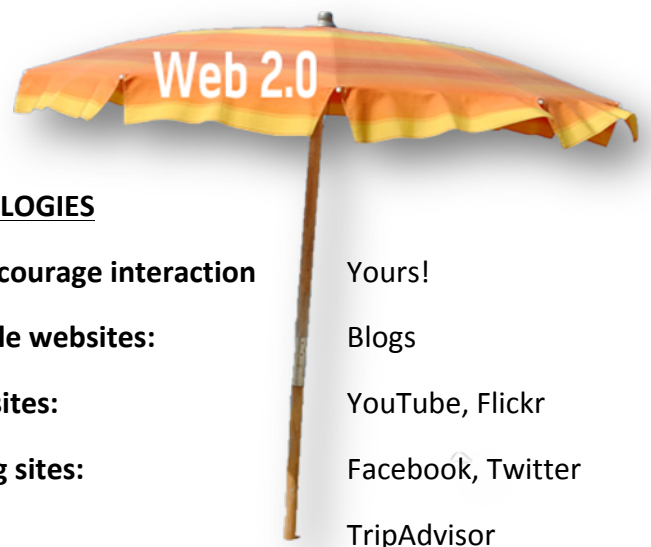 Web 2.0
LOGIES
courage interaction Yours!
le websites: Blogs
sites: YouTube, Flickr
g sites: Facebook, Twitter
TripAdvisor